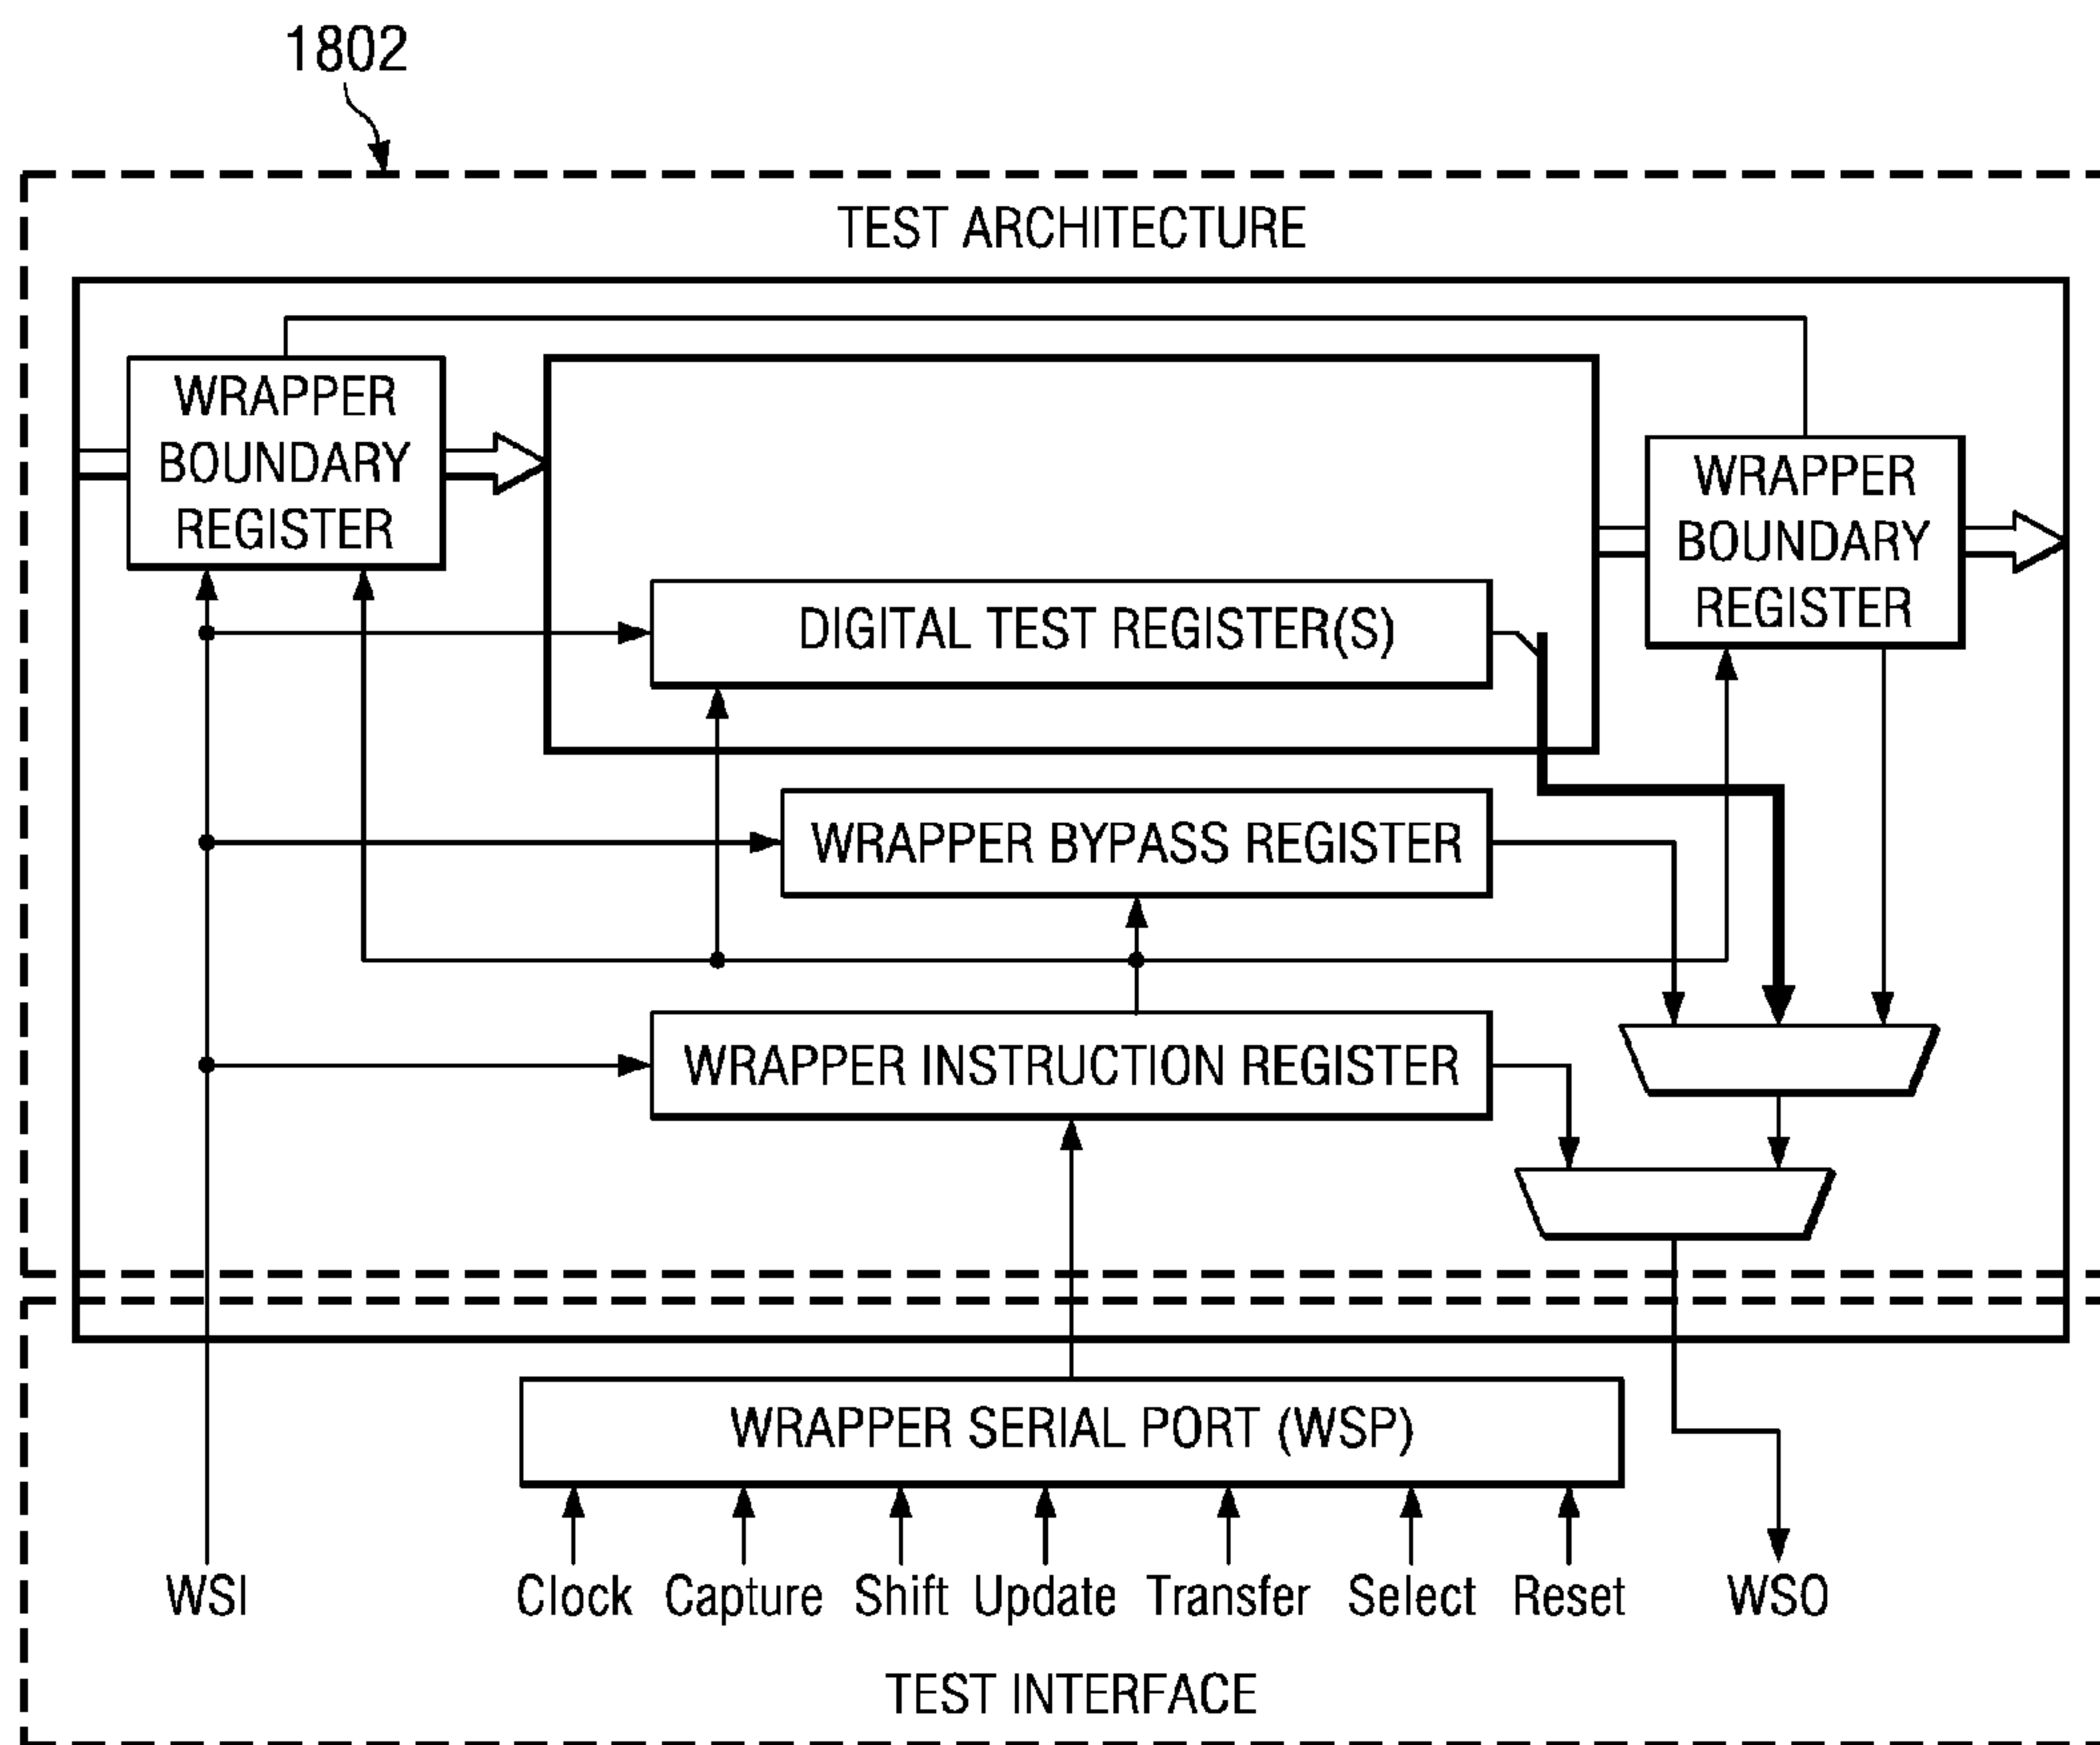 1802
TEST ARCHITECTURE
WRAPPER
BOUNDARY
REGISTER
WRAPPER
BOUNDARY
REGISTER
DIGITAL TEST REGISTER(S)
WRAPPER BYPASS REGISTER
WRAPPER INSTRUCTION REGISTER
WRAPPER SERIAL PORT (WSP)
WSI Clock Capture Shift Update Transfer Select Reset WSO
TEST INTERFACE